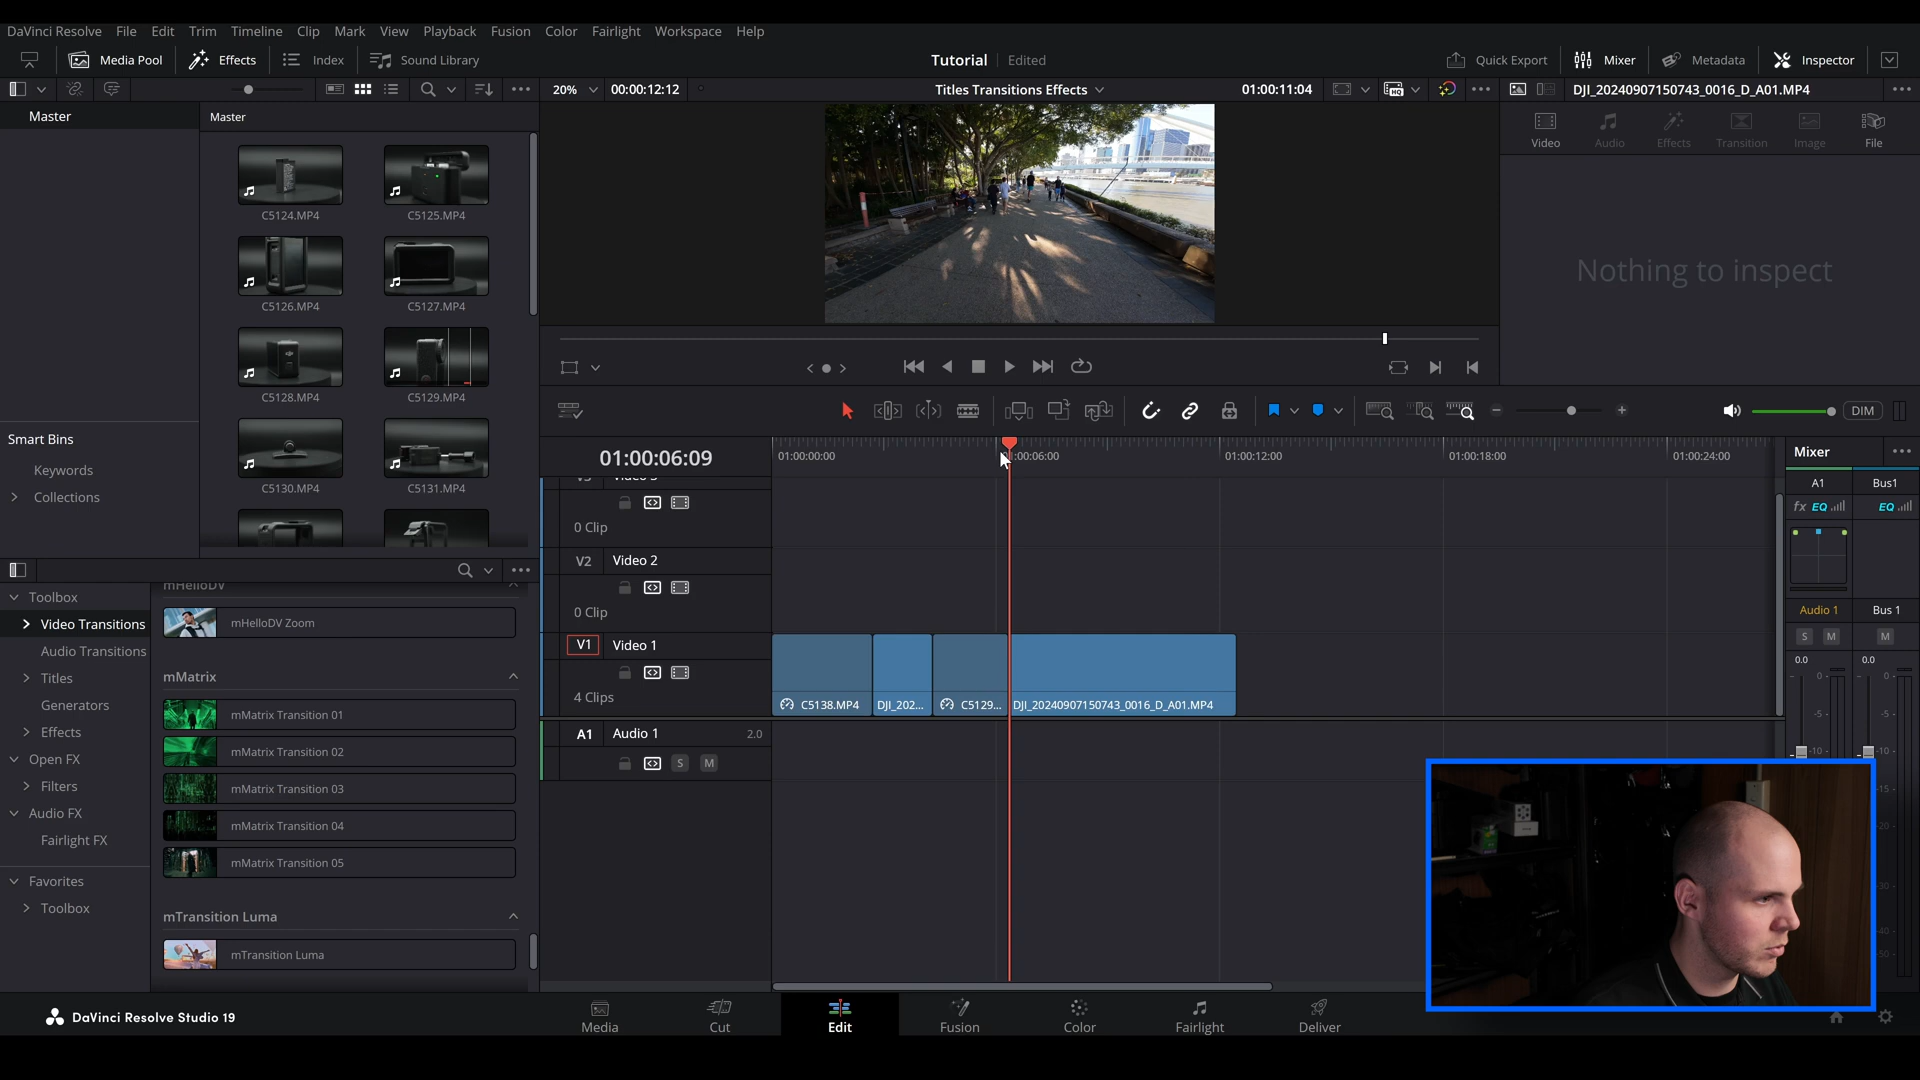 DaVinci Resolve File Edit Trim Timeline Clip Mark View Playback Fusion Color Fairlight Workspace Help
Media Pool Effects Index Sound Library Tutorial Edited Quick Export Mixer Metadata Inspector
20% 00:00:12:12 Titles Transitions Effects 01:00:11:04 DJI_20240907150743_0016_D_A01.MP4
Master
Master
Video Audio Effects Transition Image File
C5124.MP4 C5125.MP4
Nothing to inspect
C5126.MP4 C5127.MP4
C5128.MP4 C5129.MP4
DIM
Smart Bins
Keywords
Collections
C5130.MP4 C5131.MP4
01:00:06:09
01:00:00:00 01:00:06:00 01:00:12:00 01:00:18:00 01:00:24:00
Mixer
A1 Bus1
fx EQ EQ
0 Clip
V2 Video 2
0 Clip
Audio 1 Bus 1
S M M
0.0 0.0
V1 Video 1
4 Clips
C5138.MP4 DJI_202... C5129... DJI_20240907150743_0016_D_A01.MP4
A1 Audio 1 2.0
S M
Toolbox
Video Transitions
Audio Transitions
Titles
Generators
Effects
Open FX
Filters
Audio FX
Fairlight FX
Favorites
Toolbox
mHelloDV
mHelloDV Zoom
mMatrix
mMatrix Transition 01
mMatrix Transition 02
mMatrix Transition 03
mMatrix Transition 04
mMatrix Transition 05
mTransition Luma
mTransition Luma
DaVinci Resolve Studio 19
Media Cut Edit Fusion Color Fairlight Deliver